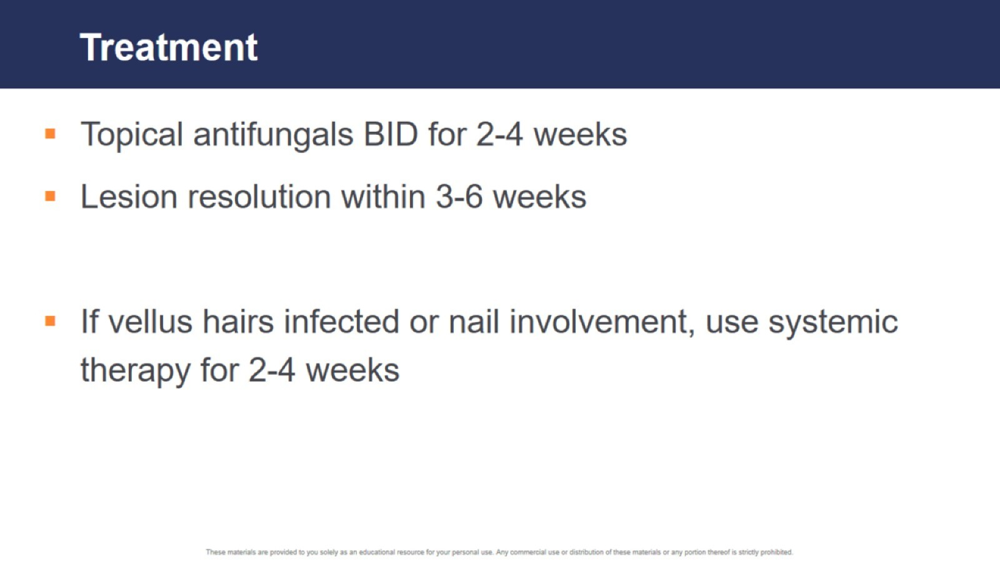 Treatment
Topical antifungals BID for 2-4 weeks
Lesion resolution within 3-6 weeks
If vellus hairs infected or nail involvement, use systemic
therapy for 2-4 weeks
These materials are provided to you solely as an educational resource for your personal use. Any commercial use or distribution of these materials or any portion thereof is strictly prohibited.